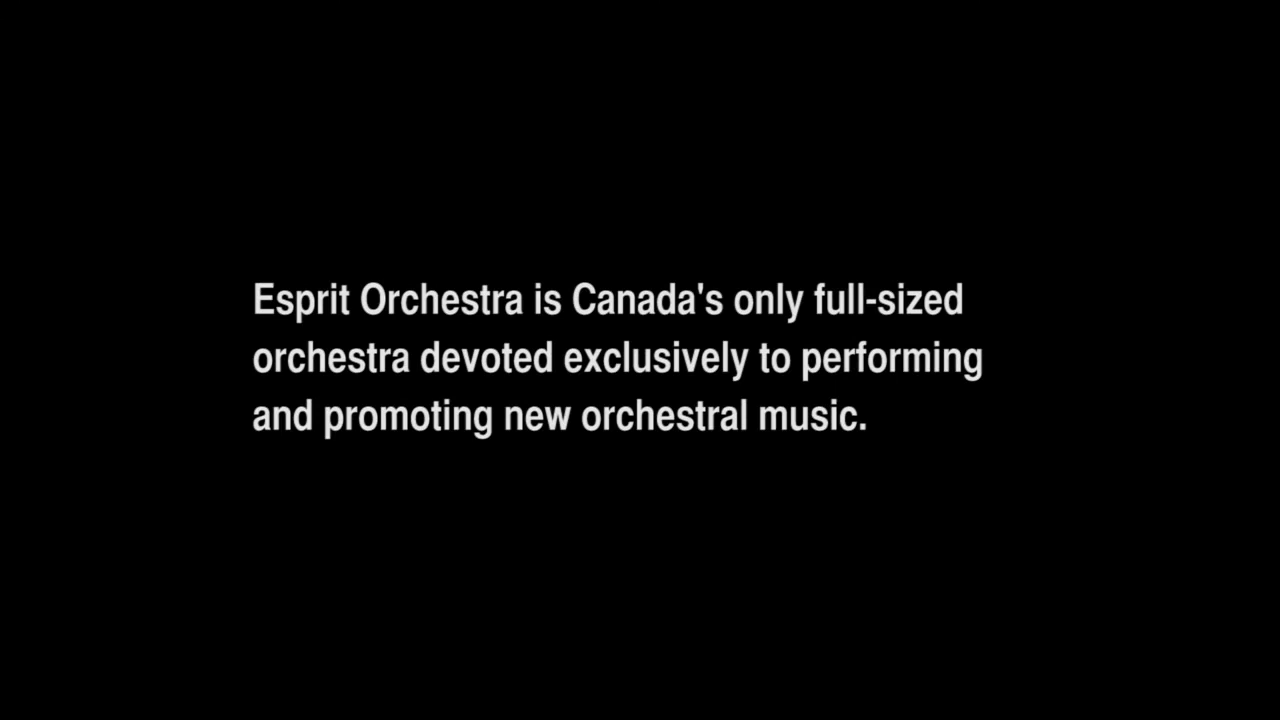 Esprit Orchestra is Canada's only full-sized
orchestra devoted exclusively to performing
and promoting new orchestral music.